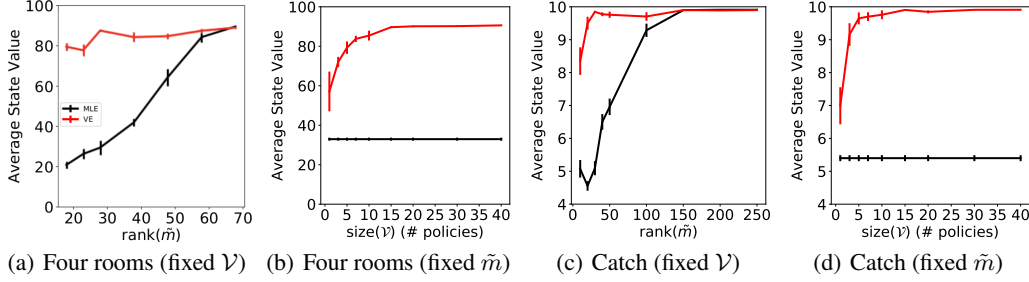 100
80
60
40
20
0
Average State Value
MLE
VE
20 30 40 50 60 70
rank(m̃)
(a) Four rooms (fixed 𝒱)
100
80
60
40
20
0
Average State Value
0 5 10 15 20 25 30 35 40
size(𝒱) (# policies)
(b) Four rooms (fixed m̃)
10
9
8
7
6
5
4
Average State Value
0 50 100 150 200 250
rank(m̃)
(c) Catch (fixed 𝒱)
10
9
8
7
6
5
4
Average State Value
0 5 10 15 20 25 30 35 40
size(𝒱) (# policies)
(d) Catch (fixed m̃)